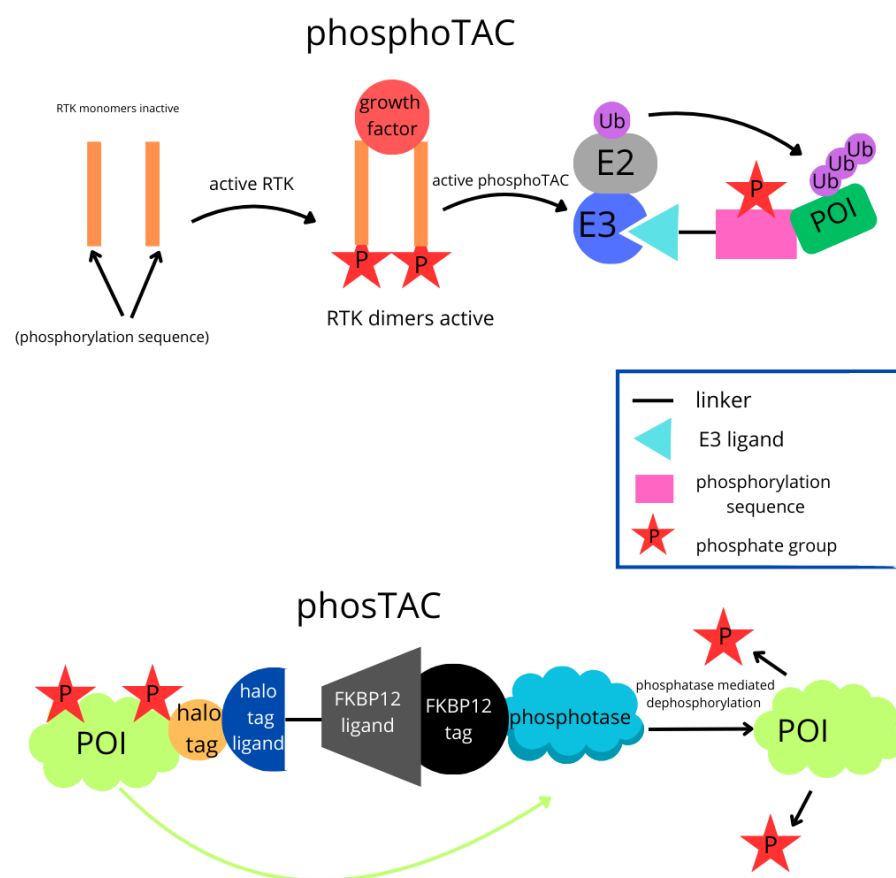 phosphoTAC
RTK monomers inactive
active RTK
growth
factor
active phosphoTAC
Ub
E2
E3
P
Ub
Ub
Ub
POI
P
P
(phosphorylation sequence)
RTK dimers active
linker
E3 ligand
phosphorylation
sequence
P
phosphate group
phosTAC
P
P
POI
halo
tag
halo
tag
ligand
FKBP12
ligand
FKBP12
tag
phosphotase
phosphatase mediated
dephosphorylation
P
POI
P